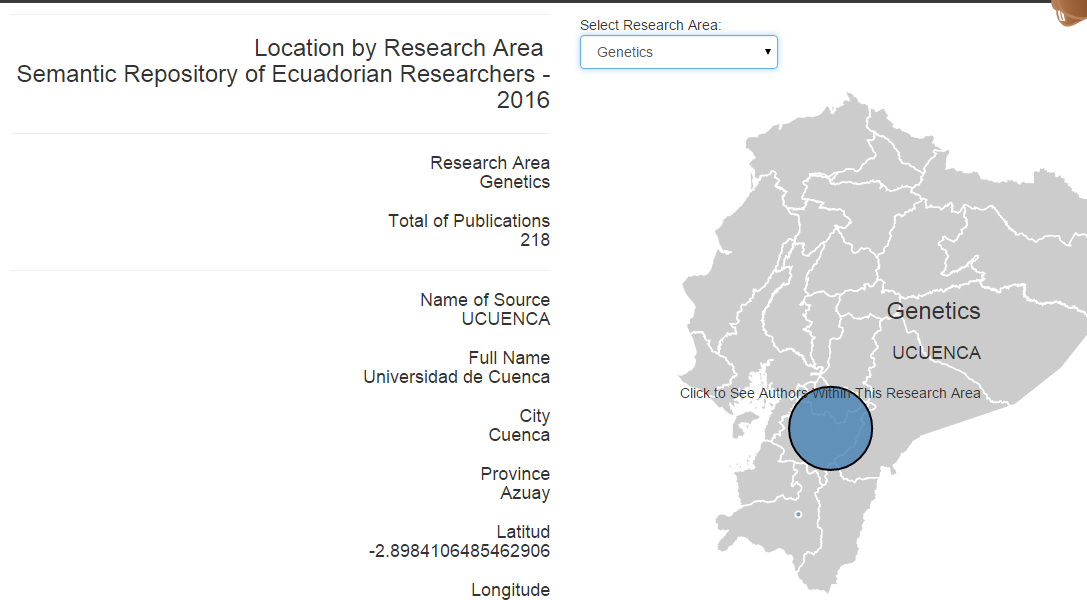 Location by Research Area
Semantic Repository of Ecuadorian Researchers -
2016
Research Area
Genetics
Total of Publications
218
Name of Source
UCUENCA
Full Name
Universidad de Cuenca
City
Cuenca
Province
Azuay
Latitud
-2.8984106485462906
Longitude
Select Research Area:
Genetics
Genetics
UCUENCA
Click to See Authors Within This Research Area